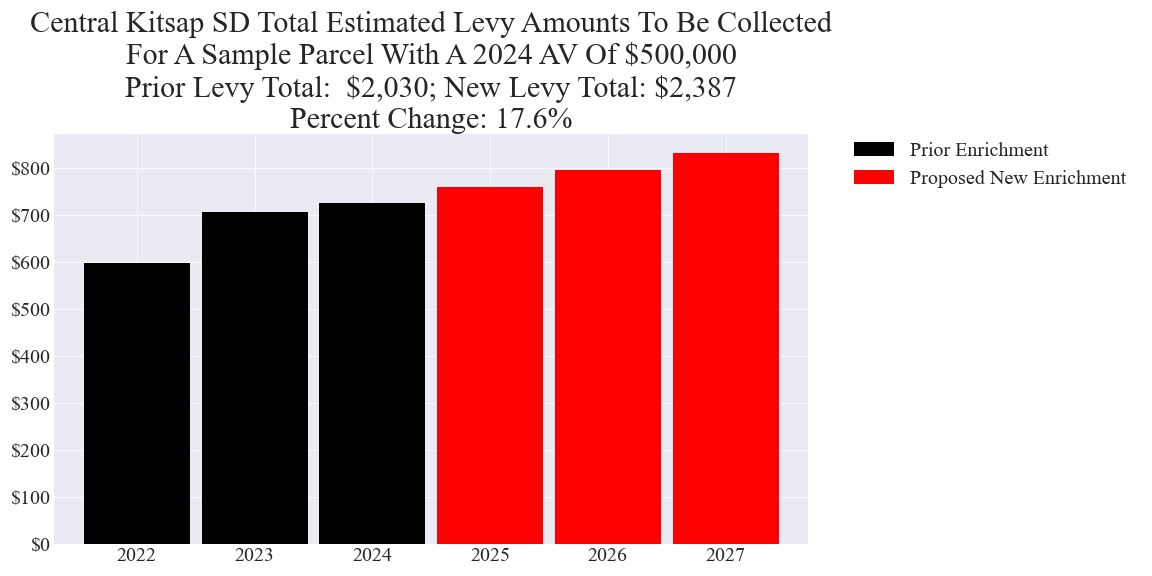 Central Kitsap SD Total Estimated Levy Amounts To Be Collected
For A Sample Parcel With A 2024 AV Of $500,000
Prior Levy Total:  $2,030; New Levy Total: $2,387
Percent Change: 17.6%
Prior Enrichment
Proposed New Enrichment
$800
$700
$600
$500
$400
$300
$200
$100
$0
2022 2023 2024 2025 2026 2027